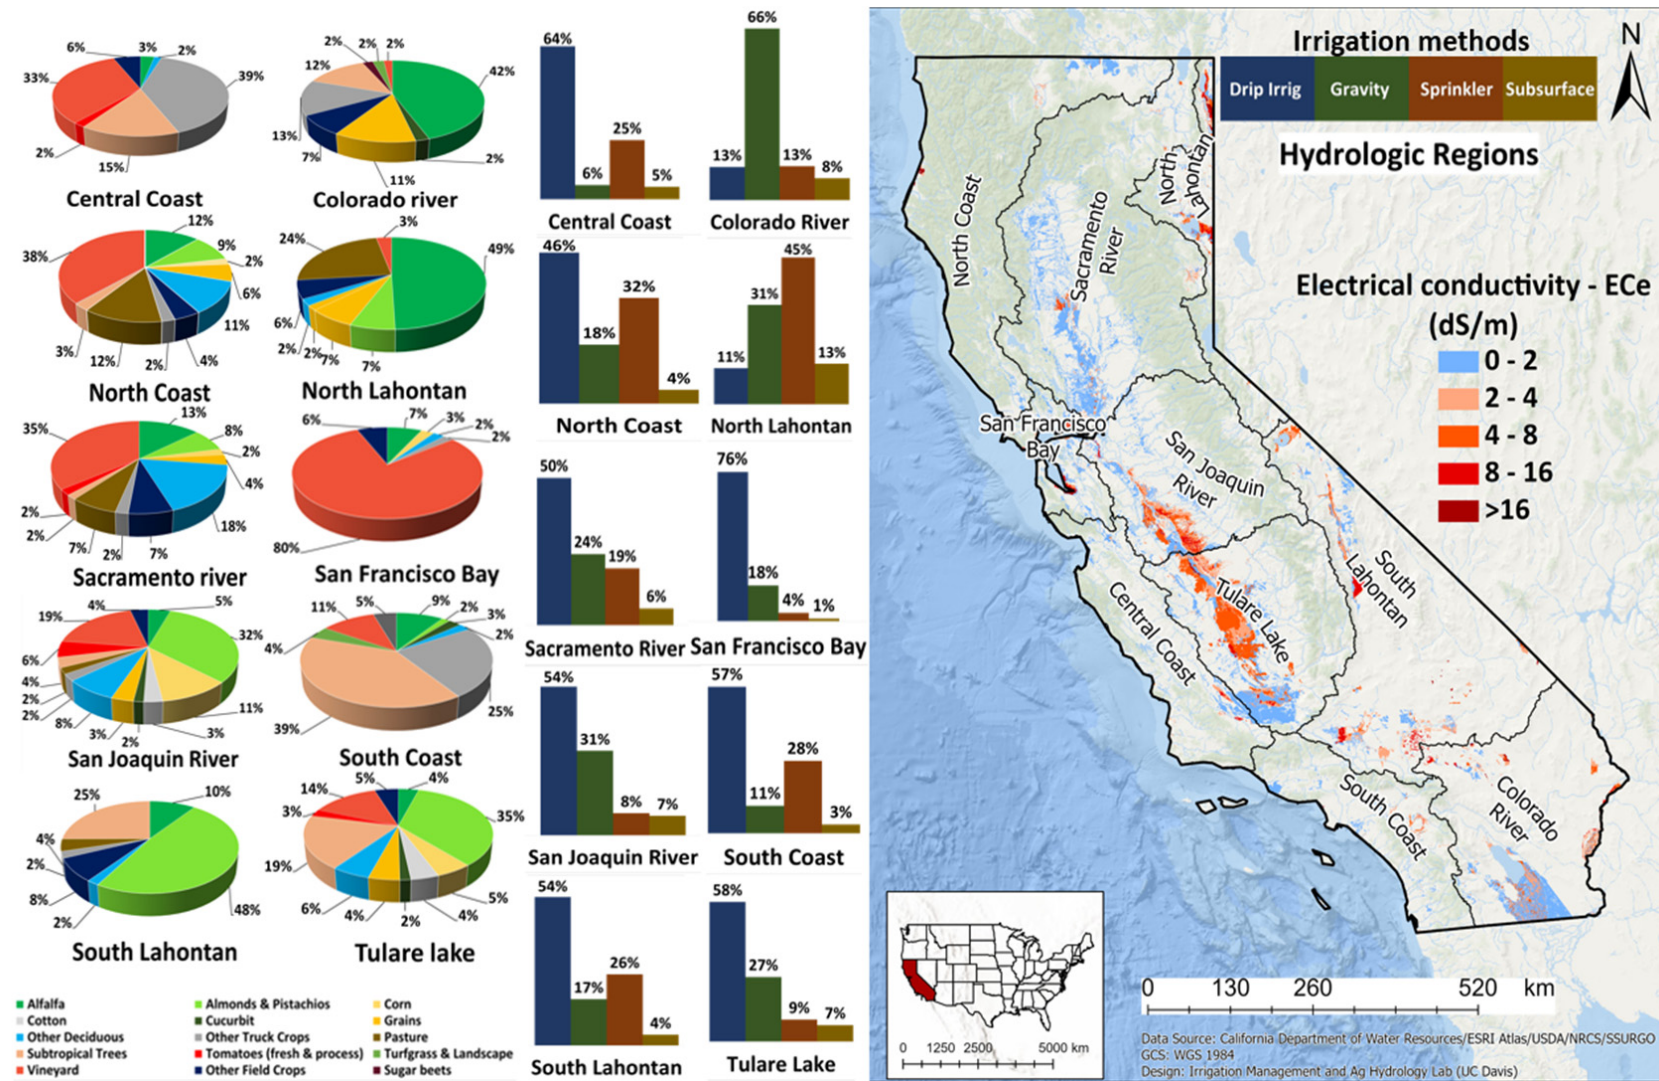 6%
3%
2%
33%
39%
2%
15%
Central Coast
2%
2%
2%
12%
42%
13%
7%
11%
2%
Colorado river
12%
9%
38%
2%
6%
11%
3%
12%
2%
4%
North Coast
3%
24%
49%
6%
2%
2%
7%
7%
North Lahontan
35%
13%
8%
2%
4%
2%
2%
7%
2%
7%
18%
Sacramento river
6%
7%
3%
2%
2%
80%
San Francisco Bay
4%
5%
19%
32%
6%
4%
2%
2%
8%
3%
2%
3%
11%
San Joaquin River
11%
5%
9%
2%
3%
2%
4%
39%
25%
South Coast
25%
10%
4%
2%
8%
2%
48%
South Lahontan
5%
4%
14%
3%
35%
19%
6%
4%
2%
4%
5%
Tulare lake
Alfalfa
Almonds & Pistachios
Corn
Cotton
Cucurbit
Grains
Other Deciduous
Other Truck Crops
Pasture
Subtropical Trees
Tomatoes (fresh & process)
Turfgrass & Landscape
Vineyard
Other Field Crops
Sugar beets
64%
6%
25%
5%
Central Coast
13%
66%
13%
8%
Colorado River
46%
18%
32%
4%
North Coast
11%
31%
45%
13%
North Lahontan
50%
24%
19%
6%
Sacramento River
76%
18%
4%
1%
San Francisco Bay
54%
31%
8%
7%
San Joaquin River
57%
11%
28%
3%
South Coast
54%
17%
26%
4%
South Lahontan
58%
27%
9%
7%
Tulare Lake
Irrigation methods
Drip Irrig
Gravity
Sprinkler
Subsurface
N
Hydrologic Regions
Electrical conductivity - ECe
(dS/m)
0 - 2
2 - 4
4 - 8
8 - 16
>16
North Coast
Sacramento
River
North
Lahontan
San Francisco
Bay
San Joaquin
River
Central Coast
Tulare Lake
South
Lahontan
South Coast
Colorado
River
0 1250 2500 5000 km
0 130 260 520 km
Data Source: California Department of Water Resources/ESRI Atlas/USDA/NRCS/SSURGO
GCS: WGS 1984
Design: Irrigation Management and Ag Hydrology Lab (UC Davis)